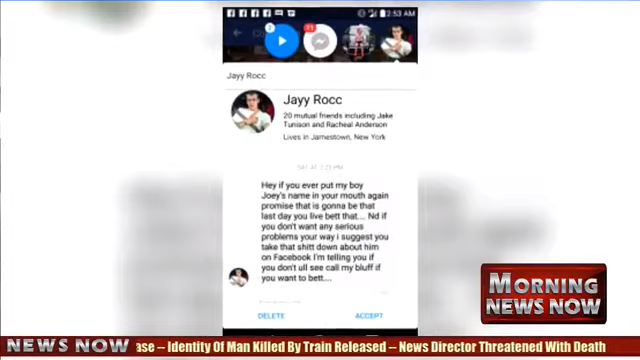 2:53 AM
11
Jayy Rocc
Jayy Rocc
20 mutual friends including Jake
Tunison and Racheal Anderson
Lives in Jamestown, New York
Hey if you ever put my boy
Joey's name in your mouth again
promise that is gonna be that
last day you live bett that.... Nd if
you don't want any serious
problems your way i suggest you
take that shitt down about him
on Facebook I'm telling you if
you don't ull see call my bluff if
you want to bett....
DELETE
ACCEPT
MORNING
NEWS NOW
NEWS NOW
ase – Identity Of Man Killed By Train Released – News Director Threatened With Death